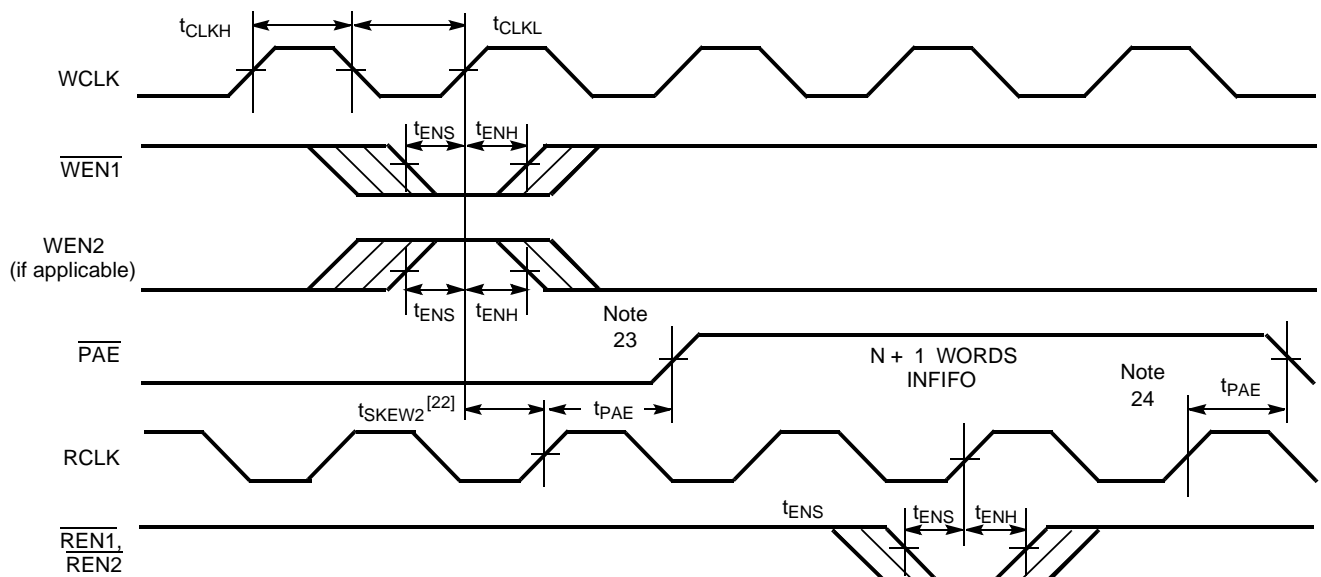 tCLKH
tCLKL
WCLK
tENS
tENH
WEN1
WEN2
(if applicable)
tENS
tENH
Note
23
PAE
N + 1 WORDS
INFIFO
Note
24
tSKEW2[22]
tPAE
tPAE
RCLK
tENS
tENS
tENH
REN1,
REN2